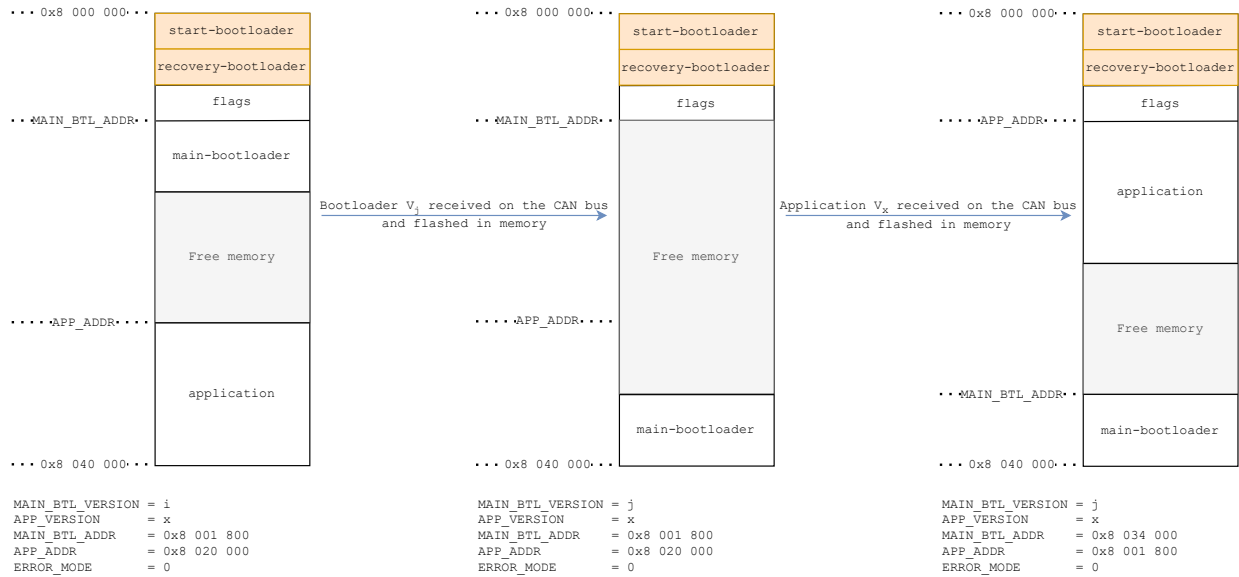 0x8 000 000
start-bootloader
recovery-bootloader
flags
MAIN_BTL_ADDR
main-bootloader
Free memory
APP_ADDR
application
0x8 040 000
MAIN_BTL_VERSION = i
APP_VERSION = x
MAIN_BTL_ADDR = 0x8 001 800
APP_ADDR = 0x8 020 000
ERROR_MODE = 0
Bootloader Vj received on the CAN bus
and flashed in memory
0x8 000 000
start-bootloader
recovery-bootloader
flags
MAIN_BTL_ADDR
Free memory
APP_ADDR
main-bootloader
0x8 040 000
MAIN_BTL_VERSION = j
APP_VERSION = x
MAIN_BTL_ADDR = 0x8 001 800
APP_ADDR = 0x8 020 000
ERROR_MODE = 0
Application Vx received on the CAN bus
and flashed in memory
0x8 000 000
start-bootloader
recovery-bootloader
flags
APP_ADDR
application
Free memory
MAIN_BTL_ADDR
main-bootloader
0x8 040 000
MAIN_BTL_VERSION = j
APP_VERSION = x
MAIN_BTL_ADDR = 0x8 034 000
APP_ADDR = 0x8 001 800
ERROR_MODE = 0